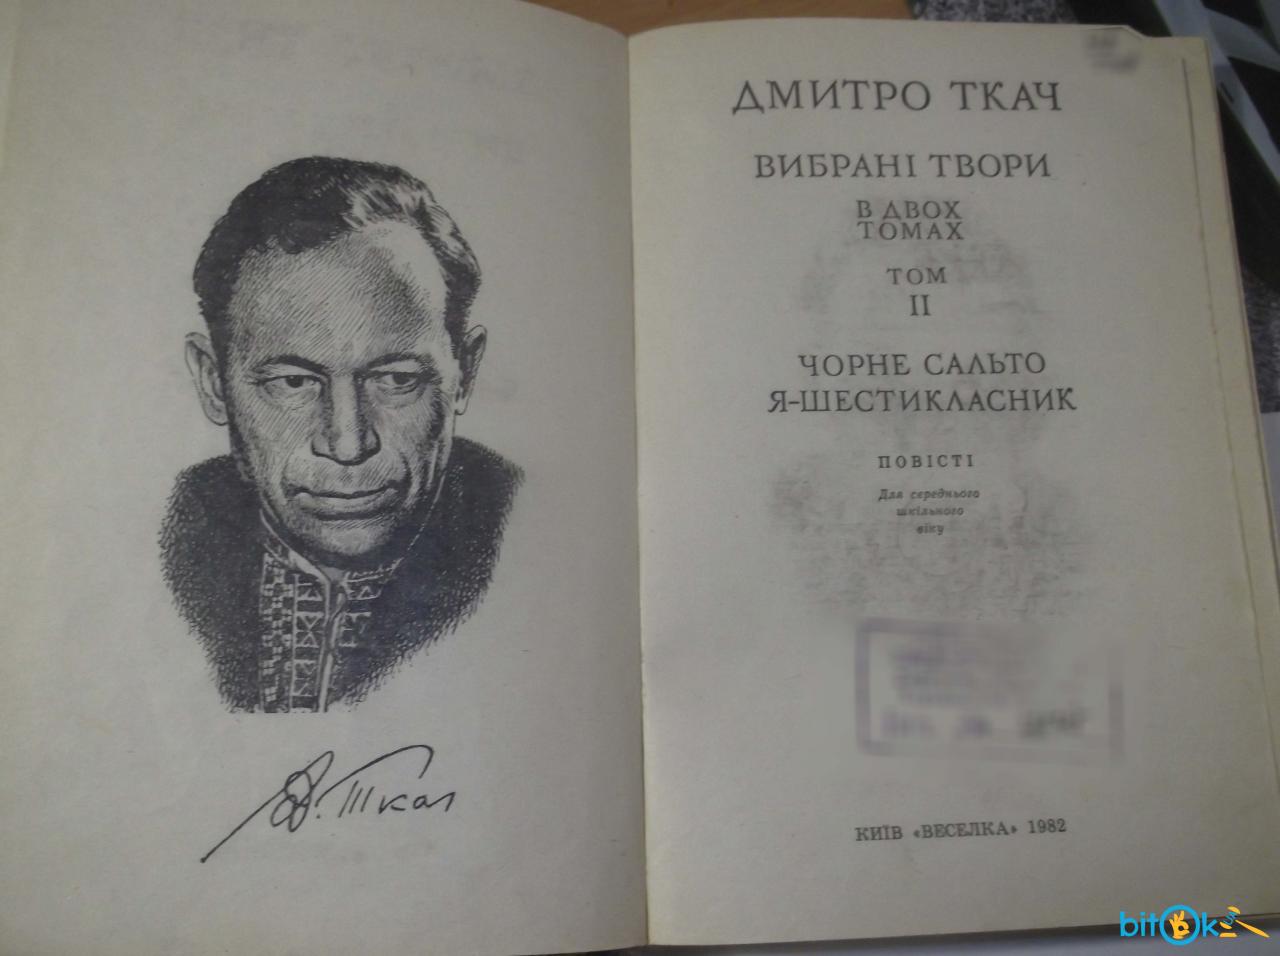 Д. Ткач
ДМИТРО ТКАЧ
ВИБРАНІ ТВОРИ
В ДВОХ
ТОМАХ
ТОМ
II
ЧОРНЕ САЛЬТО
Я-ШЕСТИКЛАСНИК
ПОВІСТІ
Для середнього
шкільного
віку
КИЇВ «ВЕСЕЛКА» 1982
bitOk